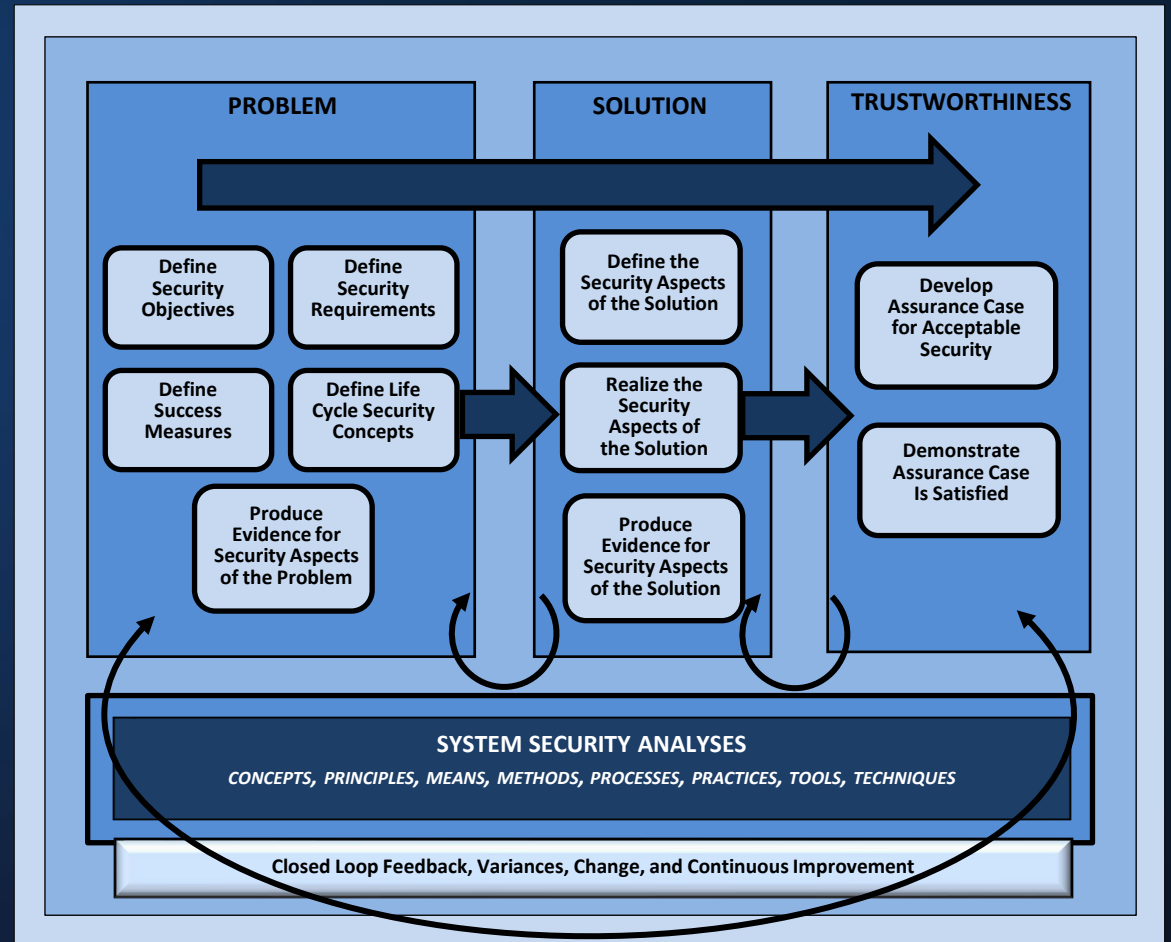 PROBLEM
Define
Security
Objectives
Define
Security
Requirements
Define
Success
Measures
Define Life
Cycle Security
Concepts
Produce
Evidence for
Security Aspects
of the Problem
SOLUTION
Define the
Security Aspects
of the Solution
Realize the
Security
Aspects of
the Solution
Produce
Evidence for
Security Aspects
of the Solution
TRUSTWORTHINESS
Develop
Assurance Case
for Acceptable
Security
Demonstrate
Assurance Case
Is Satisfied
SYSTEM SECURITY ANALYSES
CONCEPTS, PRINCIPLES, MEANS, METHODS, PROCESSES, PRACTICES, TOOLS, TECHNIQUES
Closed Loop Feedback, Variances, Change, and Continuous Improvement